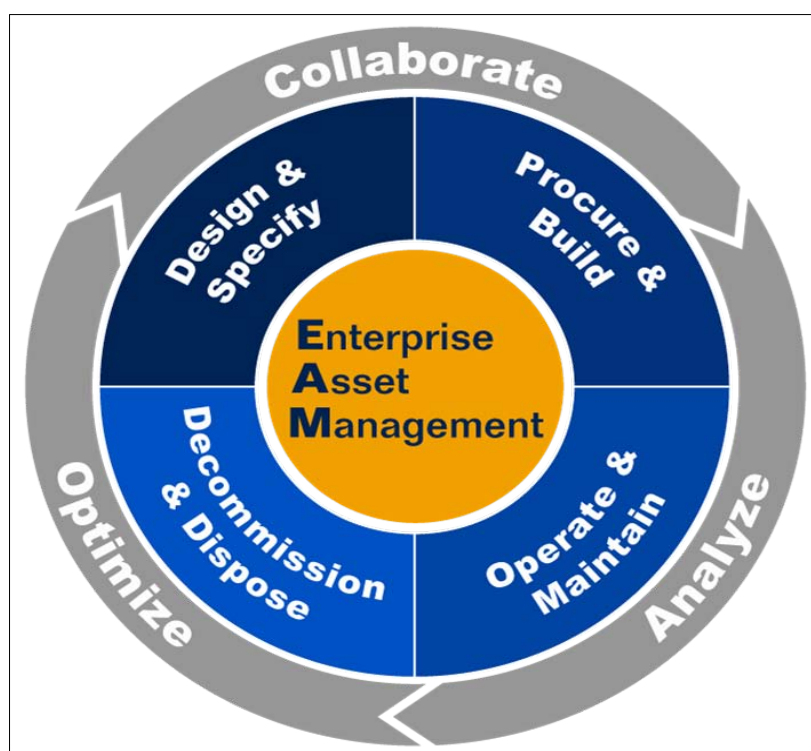 Collaborate
Design &
Specify
Procure &
Build
Enterprise
Asset
Management
Decommission
& Dispose
Operate &
Maintain
Optimize
Analyze